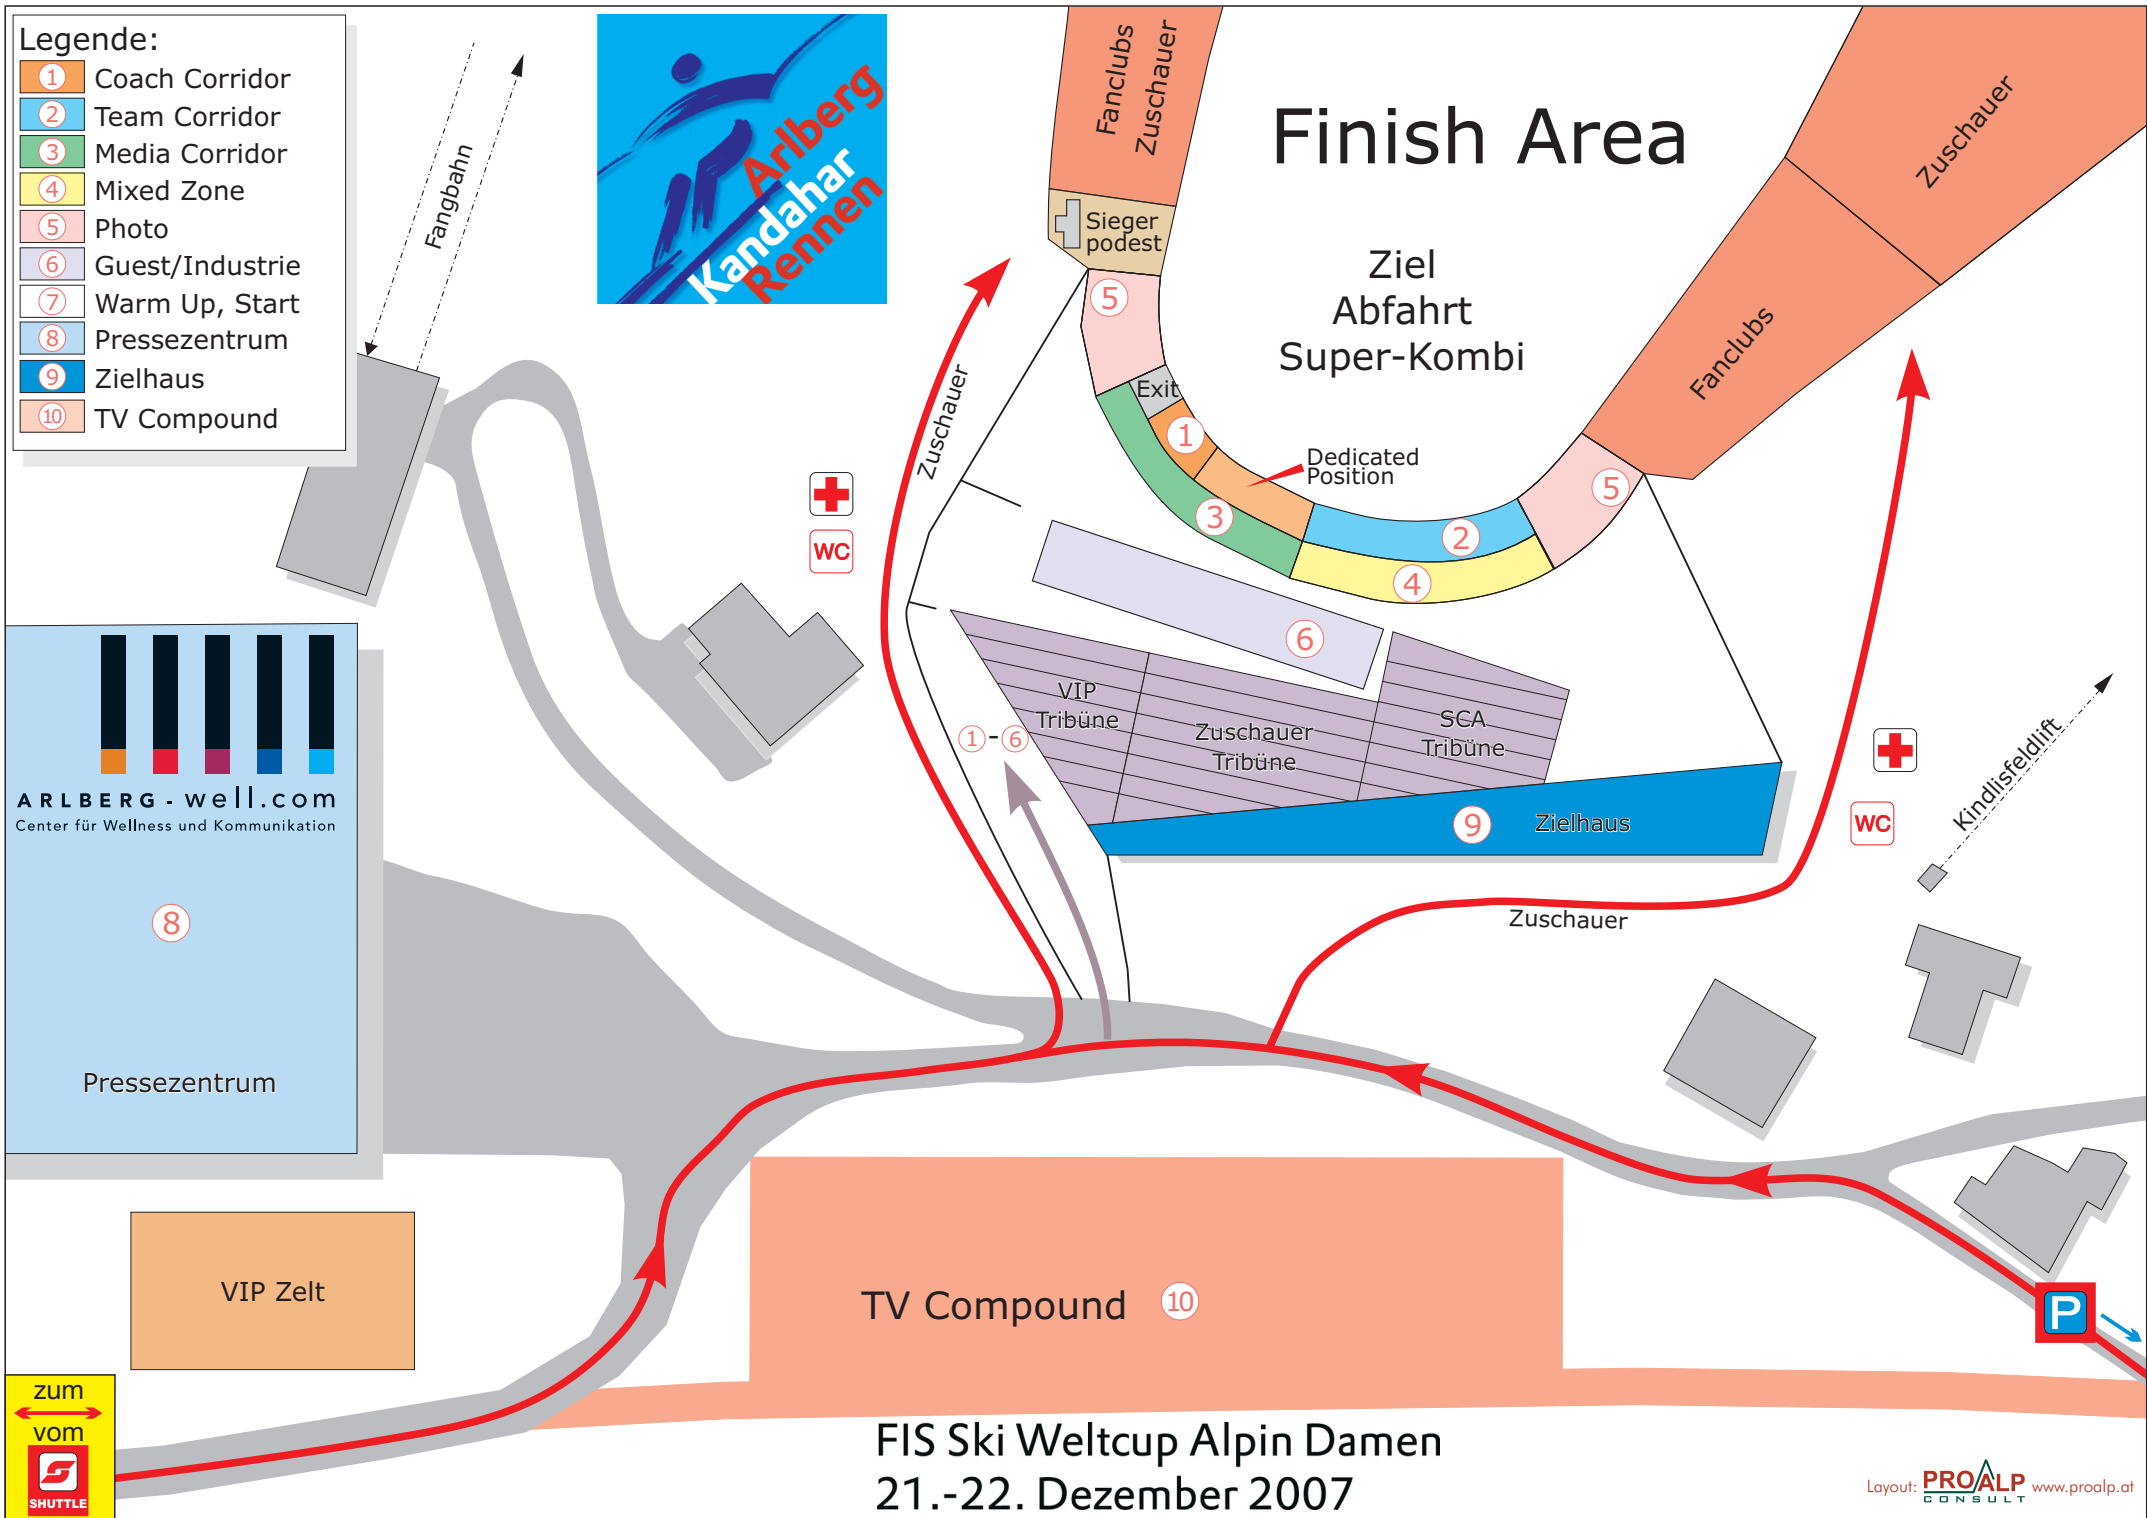 Legende:
1 Coach Corridor
2 Team Corridor
3 Media Corridor
4 Mixed Zone
5 Photo
6 Guest/Industrie
7 Warm Up, Start
8 Pressezentrum
9 Zielhaus
10 TV Compound
Fangbahn
Arlberg
Kandahar
Rennen
Fanclubs
Zuschauer
Finish Area
Zuschauer
Sieger
podest
Ziel
Abfahrt
Super-Kombi
5
Fanclubs
Zuschauer
Exit
1
Dedicated
Position
5
3
2
4
WC
6
VIP
Tribüne
Zuschauer
Tribüne
SCA
Tribüne
1 - 6
9 Zielhaus
WC
Kindlisfeldlift
Zuschauer
ARLBERG - well.com
Center für Wellness und Kommunikation
8
Pressezentrum
VIP Zelt
TV Compound 10
P
zum
vom
SHUTTLE
FIS Ski Weltcup Alpin Damen
21.-22. Dezember 2007
Layout: PROALP CONSULT www.proalp.at